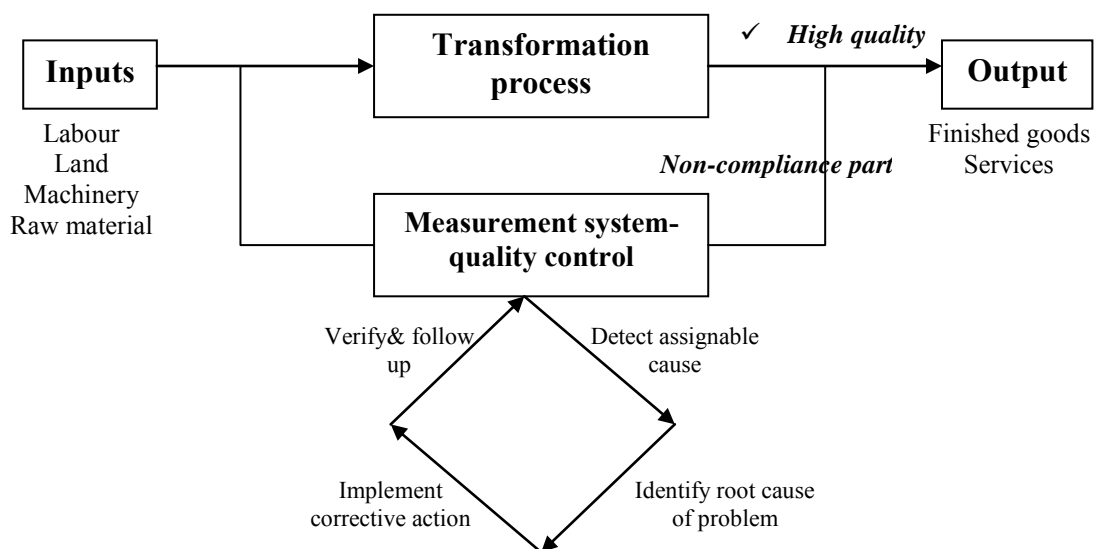 Inputs
Labour
Land
Machinery
Raw material
Transformation
process
✓ High quality
Output
Finished goods
Services
Non-compliance part
Measurement system-
quality control
Verify& follow
up
Detect assignable
cause
Implement
corrective action
Identify root cause
of problem